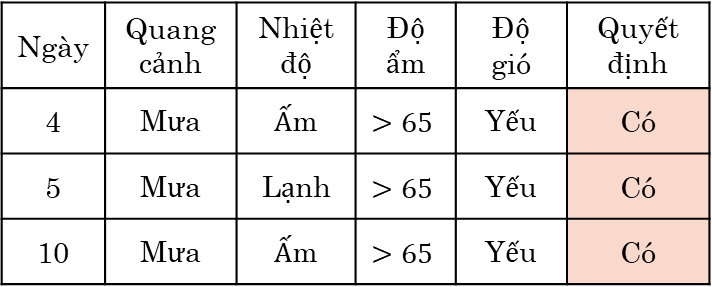 Ngày Quang cảnh Nhiệt độ Độ ẩm Độ gió Quyết định
4 Mưa Ấm > 65 Yếu Có
5 Mưa Lạnh > 65 Yếu Có
10 Mưa Ấm > 65 Yếu Có